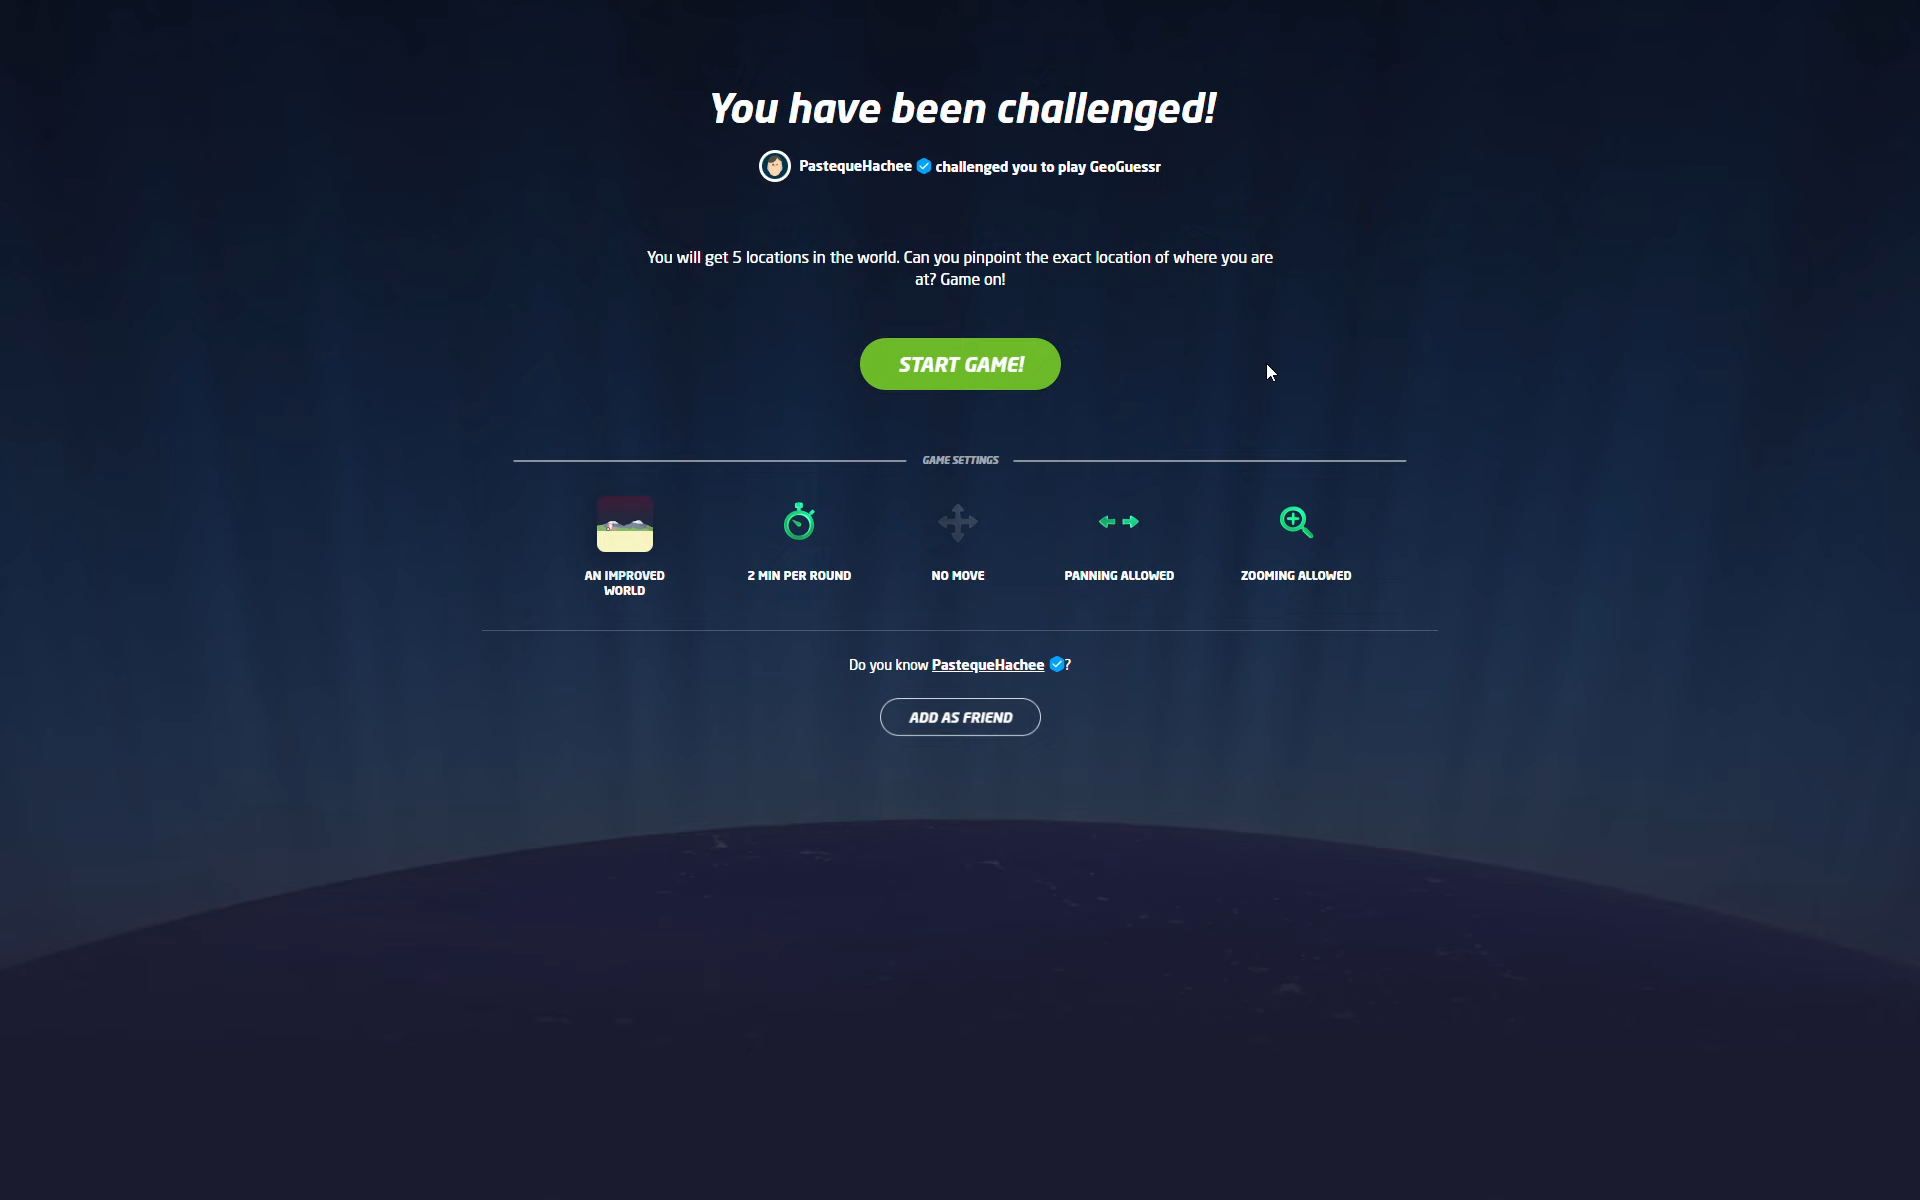 You have been challenged!
PastequeHachee challenged you to play GeoGuessr
You will get 5 locations in the world. Can you pinpoint the exact location of where you are
at? Game on!
START GAME!
GAME SETTINGS
AN IMPROVED
WORLD
2 MIN PER ROUND
NO MOVE
PANNING ALLOWED
ZOOMING ALLOWED
Do you know PastequeHachee ?
ADD AS FRIEND